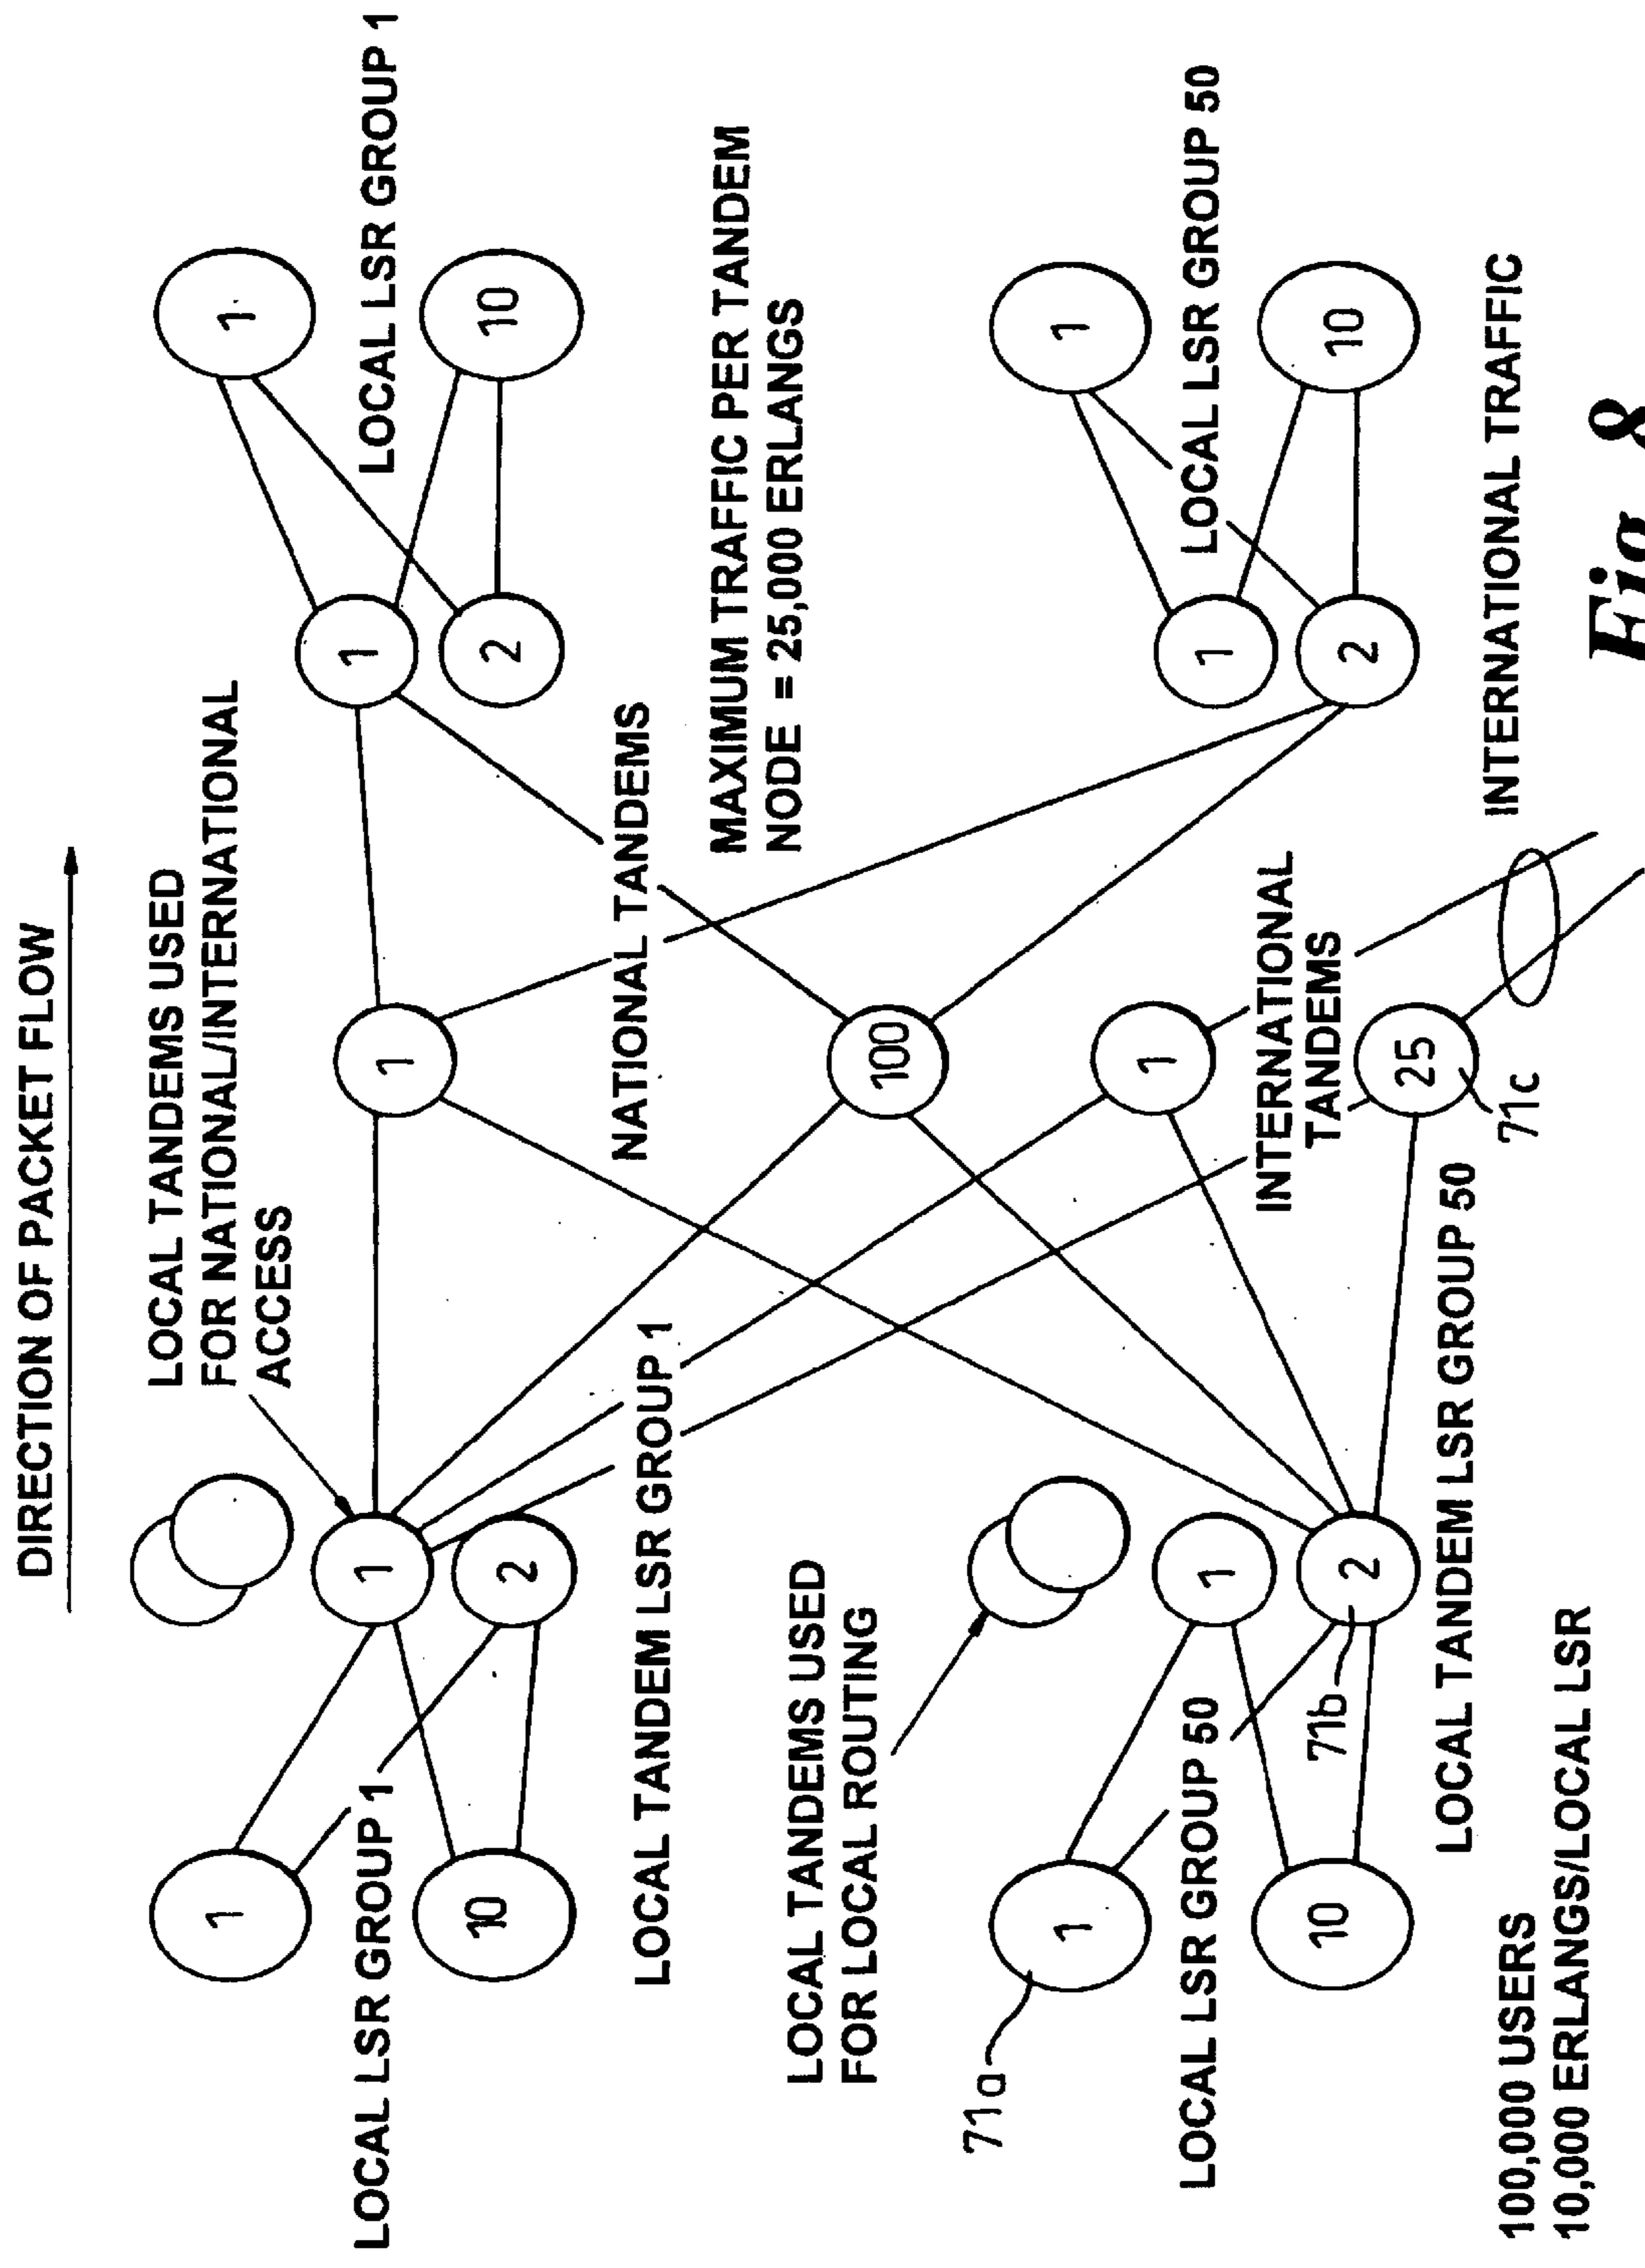 DIRECTION OF PACKET FLOW
LOCAL TANDEMS USED
FOR NATIONAL/INTERNATIONAL
ACCESS
1
1
LOCAL LSR GROUP 1
1
1
1
LOCAL LSR GROUP 1
10
2
2
10
LOCAL TANDEM LSR GROUP 1
NATIONAL TANDEMS
MAXIMUM TRAFFIC PER TANDEM
NODE = 25,000 ERLANGS
LOCAL TANDEMS USED
FOR LOCAL ROUTING
100
71a
1
1
LOCAL LSR GROUP 50
1
1
1
LOCAL LSR GROUP 50
INTERNATIONAL
TANDEMS
10
71b
2
25
2
10
LOCAL TANDEM LSR GROUP 50
71c
INTERNATIONAL TRAFFIC
100,000 USERS
10,000 ERLANGS/LOCAL LSR
Fig. 8